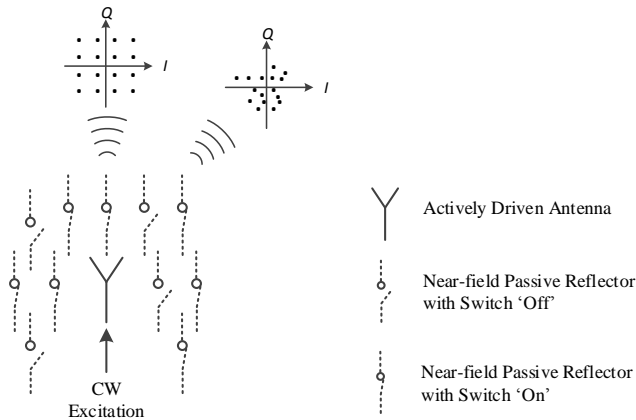 Q
I
Q
I
Actively Driven Antenna
Near-field Passive Reflector
with Switch ‘Off’
Near-field Passive Reflector
with Switch ‘On’
CW
Excitation